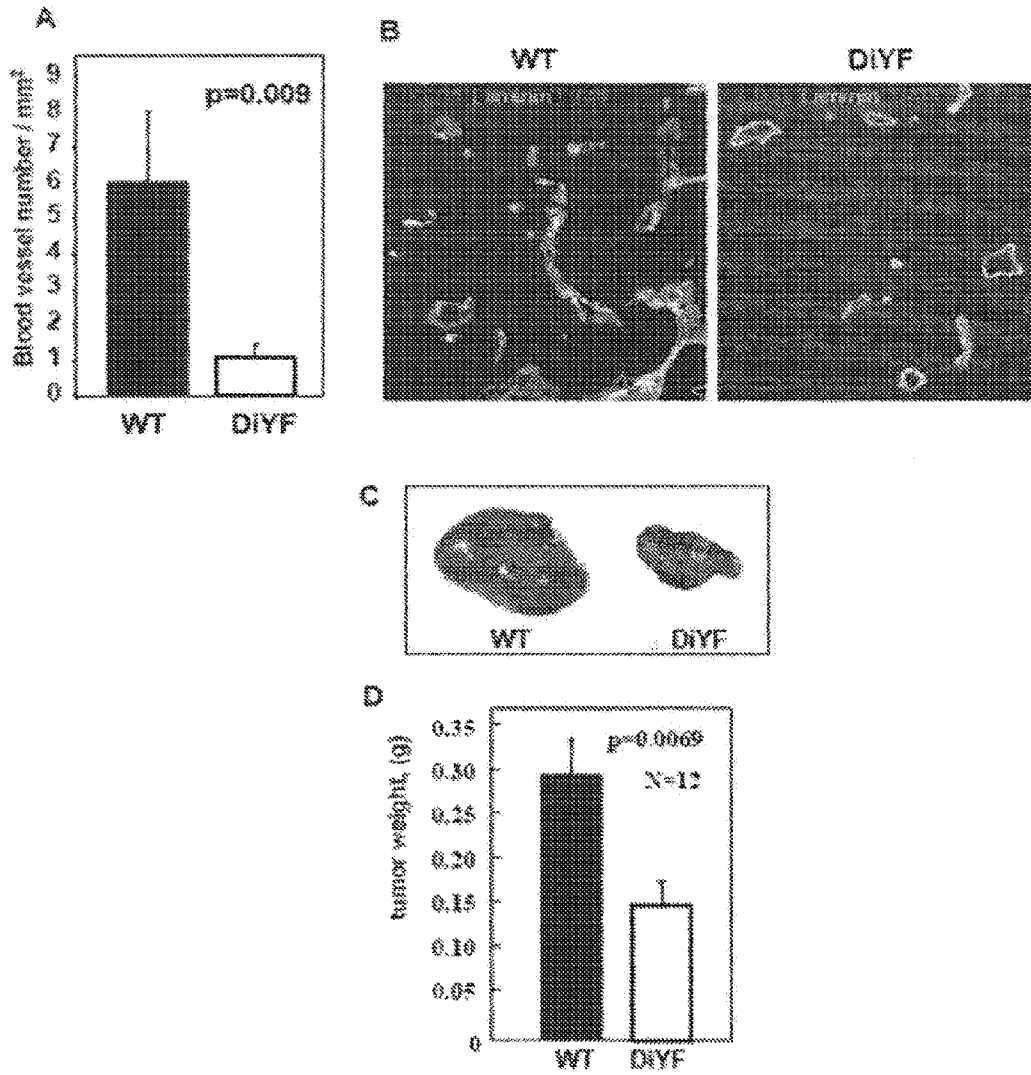 A
Blood vessel number / mm²
9
8
7
6
5
4
3
2
1
0
p=0.009
WT DiYF
B
WT DiYF
C
WT DiYF
D
tumor weight, (g)
0.35
0.30
0.25
0.20
0.15
0.10
0.05
0
p=0.0069
N=12
WT DiYF